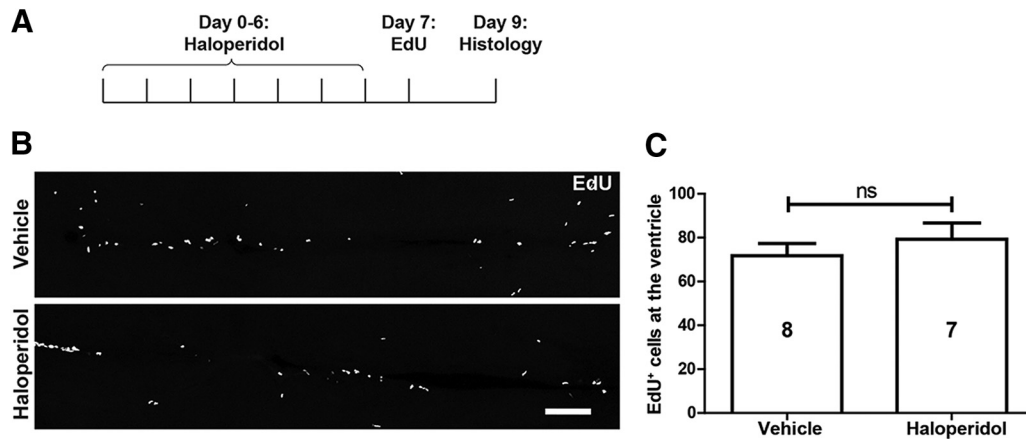 A
Day 0-6:
Haloperidol
Day 7:
EdU
Day 9:
Histology
B
Vehicle
EdU
Haloperidol
C
EdU⁺ cells at the ventricle
100
80
60
40
20
0
ns
8
7
Vehicle
Haloperidol